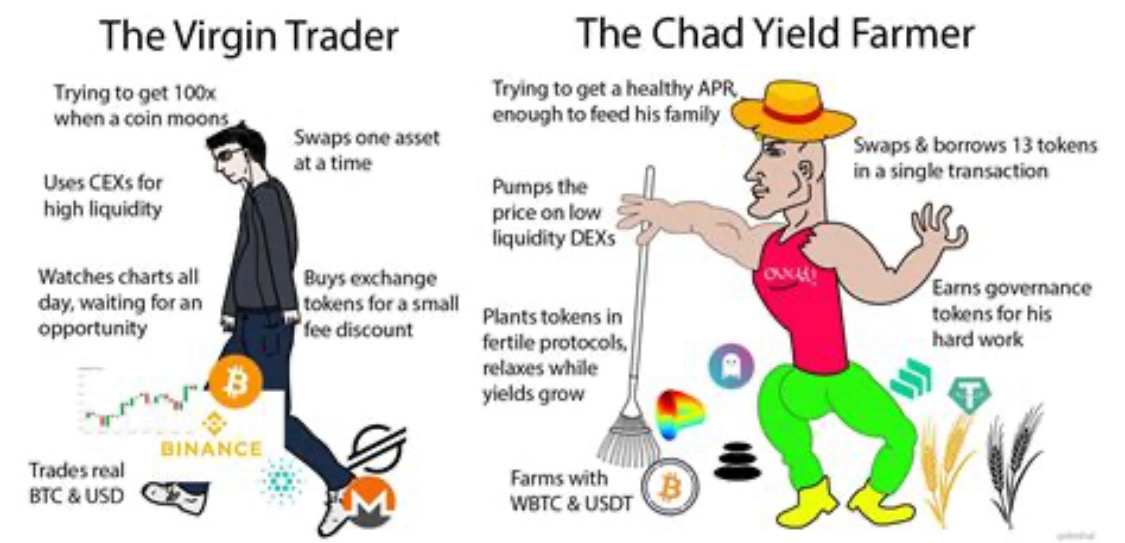 The Virgin Trader
Trying to get 100x
when a coin moons
Swaps one asset
at a time
Uses CEXs for
high liquidity
Watches charts all
day, waiting for an
opportunity
Buys exchange
tokens for a small
fee discount
BINANCE
Trades real
BTC & USD
The Chad Yield Farmer
Trying to get a healthy APR,
enough to feed his family
Swaps & borrows 13 tokens
in a single transaction
Pumps the
price on low
liquidity DEXs
Earns governance
tokens for his
hard work
Plants tokens in
fertile protocols,
relaxes while
yields grow
Farms with
WBTC & USDT